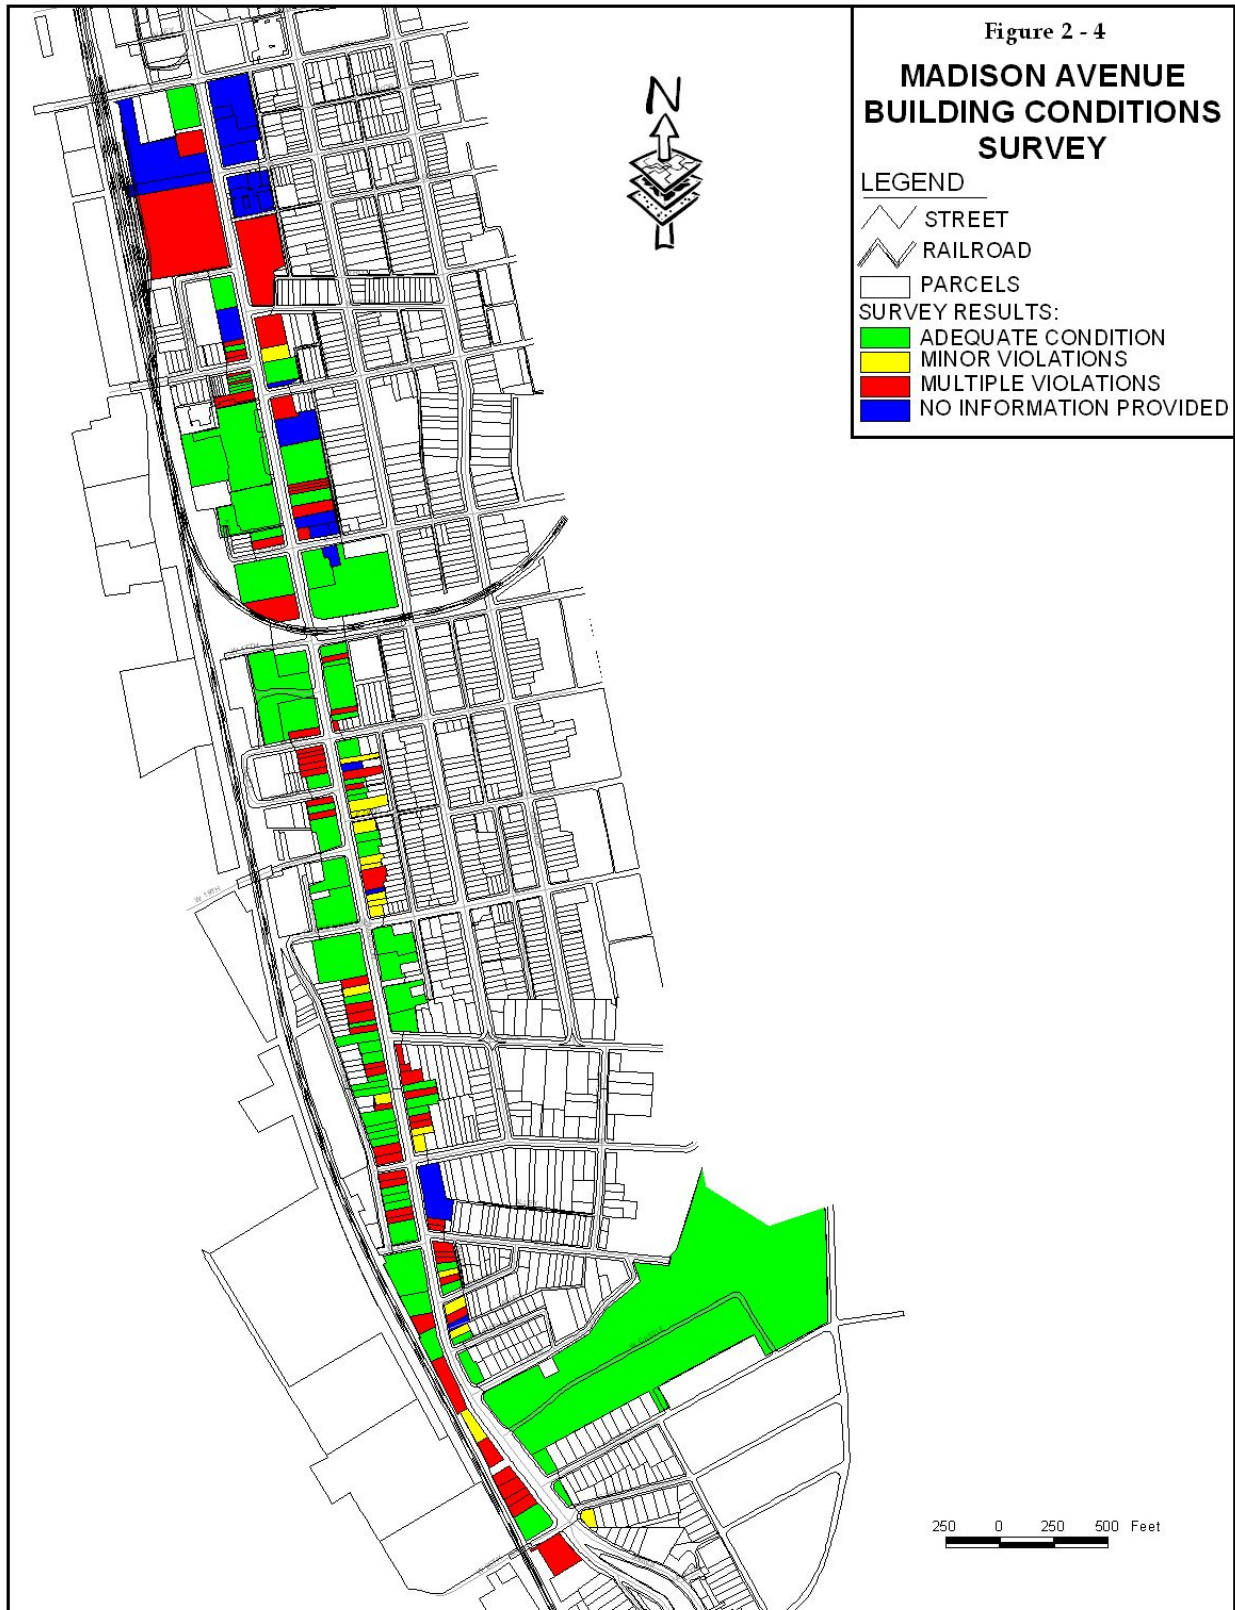 Figure 2 - 4
MADISON AVENUE
BUILDING CONDITIONS
SURVEY
N
LEGEND
STREET
RAILROAD
PARCELS
SURVEY RESULTS:
ADEQUATE CONDITION
MINOR VIOLATIONS
MULTIPLE VIOLATIONS
NO INFORMATION PROVIDED
W 19TH
250 0 250 500 Feet